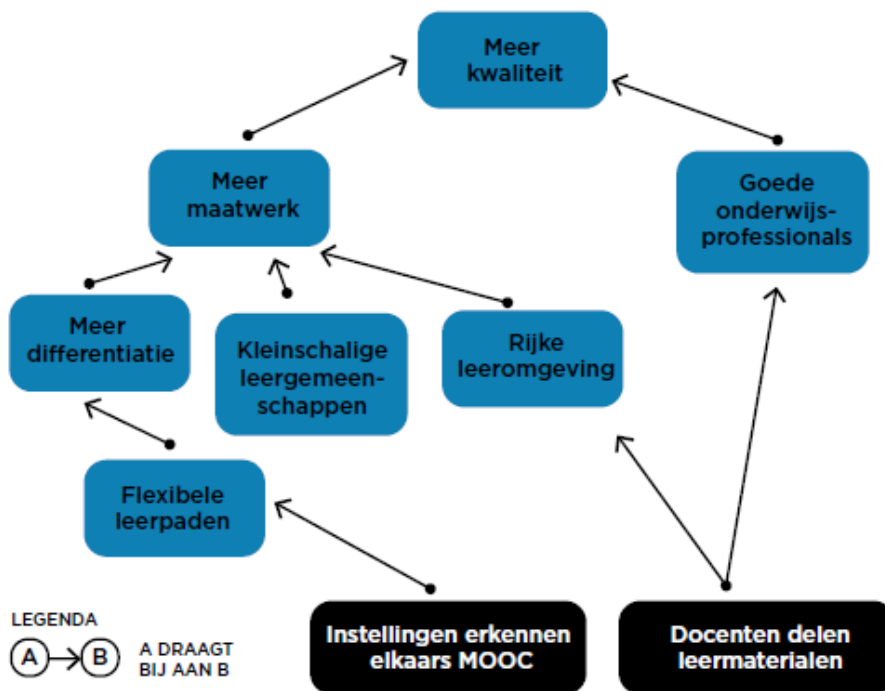 Meer
kwaliteit
Meer
maatwerk
Goede
onderwijs-
professionals
Meer
differentiatie
Kleinschalige
leergemeen-
schappen
Rijke
leeromgeving
Flexibele
leerpaden
Instellingen erkennen
elkaars MOOC
Docenten delen
leermaterialen
LEGENDA
A B
A DRAAGT
BIJ AAN B